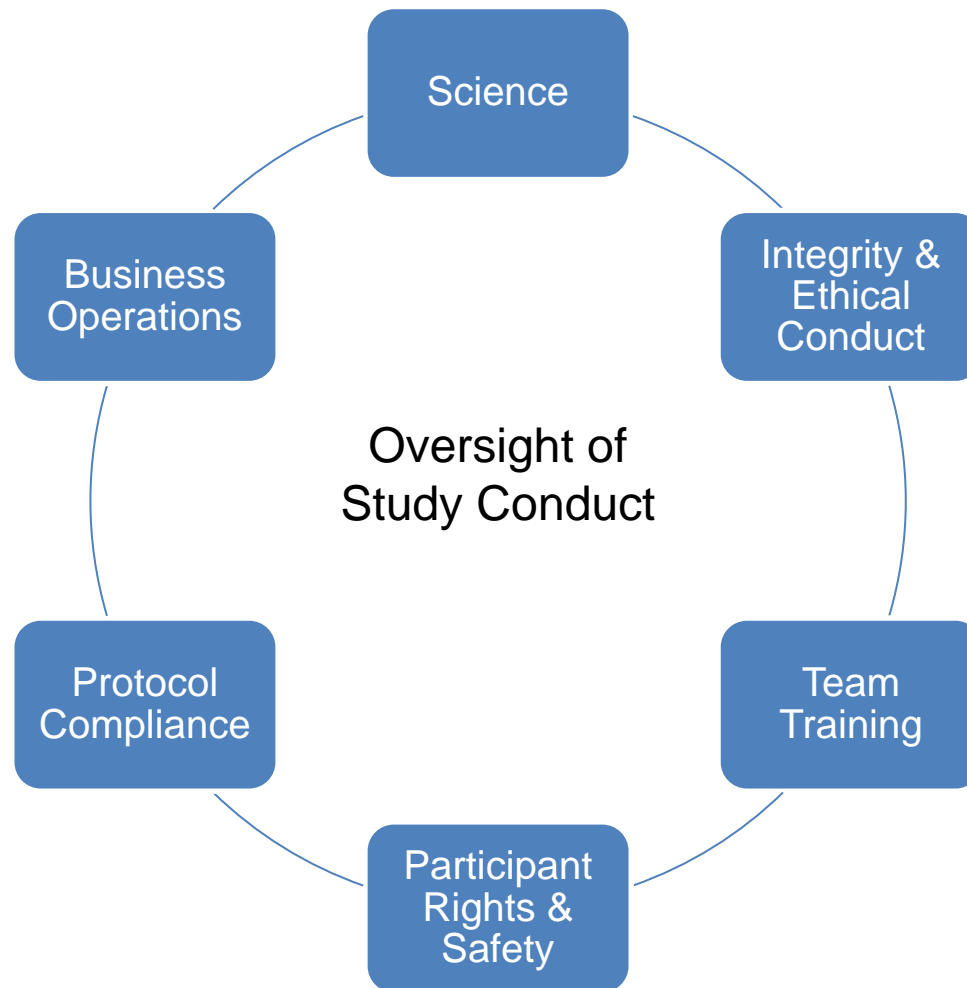 Science
Integrity &
Ethical
Conduct
Team
Training
Participant
Rights &
Safety
Protocol
Compliance
Business
Operations
Oversight of
Study Conduct